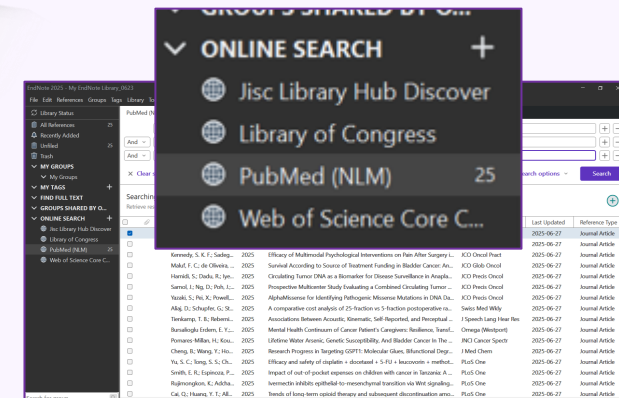 GROUPS SHARED BY O...
ONLINE SEARCH +
Jisc Library Hub Discover
Library of Congress
PubMed (NLM) 25
Web of Science Core C...
EndNote 2025 - My EndNote Library_0623
File Edit References Groups Tags Library To
Library Status
All References 25
Recently Added
Unfiled 25
Trash
MY GROUPS
My Groups
MY TAGS +
FIND FULL TEXT
GROUPS SHARED BY O...
ONLINE SEARCH +
Jisc Library Hub Discover
Library of Congress
PubMed (NLM) 25
Web of Science Core C...
PubMed (N
And
And
× Clear s
arch options
Search
Searchin
Retrieve res
Last Updated Reference Type
2025-06-27 Journal Article
2025-06-27 Journal Article
Kennedy, S. K. F.; Sadeg... 2025 Efficacy of Multimodal Psychological Interventions on Pain After Surgery i... JCO Oncol Pract 2025-06-27 Journal Article
Maluf, F. C.; de Oliveira, ... 2025 Survival According to Source of Treatment Funding in Bladder Cancer: An... JCO Glob Oncol 2025-06-27 Journal Article
Hamidi, S.; Dadu, R.; Iye... 2025 Circulating Tumor DNA as a Biomarker for Disease Surveillance in Anapla... JCO Precis Oncol 2025-06-27 Journal Article
Samol, J.; Ng, D.; Poh, J.;... 2025 Prospective Multicenter Study Evaluating a Combined Circulating Tumor ... JCO Precis Oncol 2025-06-27 Journal Article
Yazaki, S.; Pei, X.; Powell,... 2025 AlphaMissense for Identifying Pathogenic Missense Mutations in DNA Da... JCO Precis Oncol 2025-06-27 Journal Article
Aliaj, D.; Schupfer, G.; St... 2025 A comparative cost analysis of 25-fraction vs 5-fraction postoperative ra... Swiss Med Wkly 2025-06-27 Journal Article
Tienkamp, T. B.; Reberni... 2025 Associations Between Acoustic, Kinematic, Self-Reported, and Perceptual ... J Speech Lang Hear Res 2025-06-27 Journal Article
Bursalioglu Erdem, E. Y.;... 2025 Mental Health Continuum of Cancer Patient's Caregivers: Resilience, Transf... Omega (Westport) 2025-06-27 Journal Article
Pomares-Millan, H.; Kou... 2025 Lifetime Water Arsenic, Genetic Susceptibility, And Bladder Cancer In The ... JNCI Cancer Spectr 2025-06-27 Journal Article
Cheng, B.; Wang, Y.; Ho... 2025 Research Progress in Targeting GSPT1: Molecular Glues, Bifunctional Degr... J Med Chem 2025-06-27 Journal Article
Yu, S. C.; Tong, S. S.; Ch... 2025 Efficacy and safety of cisplatin + docetaxel + 5-FU + leucovorin + methot... PLoS One 2025-06-27 Journal Article
Smith, E. R.; Espinoza, P.... 2025 Impact of out-of-pocket expenses on children with cancer in Tanzania: A ... PLoS One 2025-06-27 Journal Article
Rujimongkon, K.; Adcha... 2025 Ivermectin inhibits epithelial-to-mesenchymal transition via Wnt signaling... PLoS One 2025-06-27 Journal Article
Cai, Q.; Huang, Y. T.; All... 2025 Trends of long-term opioid therapy and subsequent discontinuation amo... PLoS One 2025-06-27 Journal Article